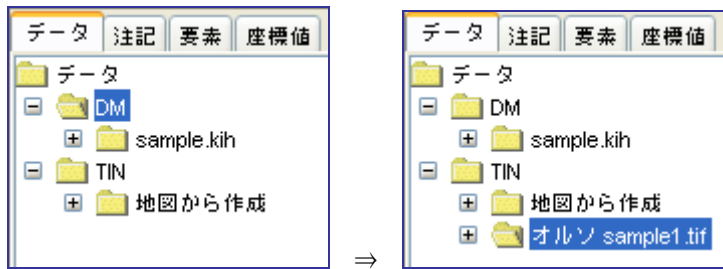 データ 注記 要素 座標値
データ
DM
sample.kih
TIN
地図から作成
⇒
データ 注記 要素 座標値
データ
DM
sample.kih
TIN
地図から作成
オルソ sample1.tif